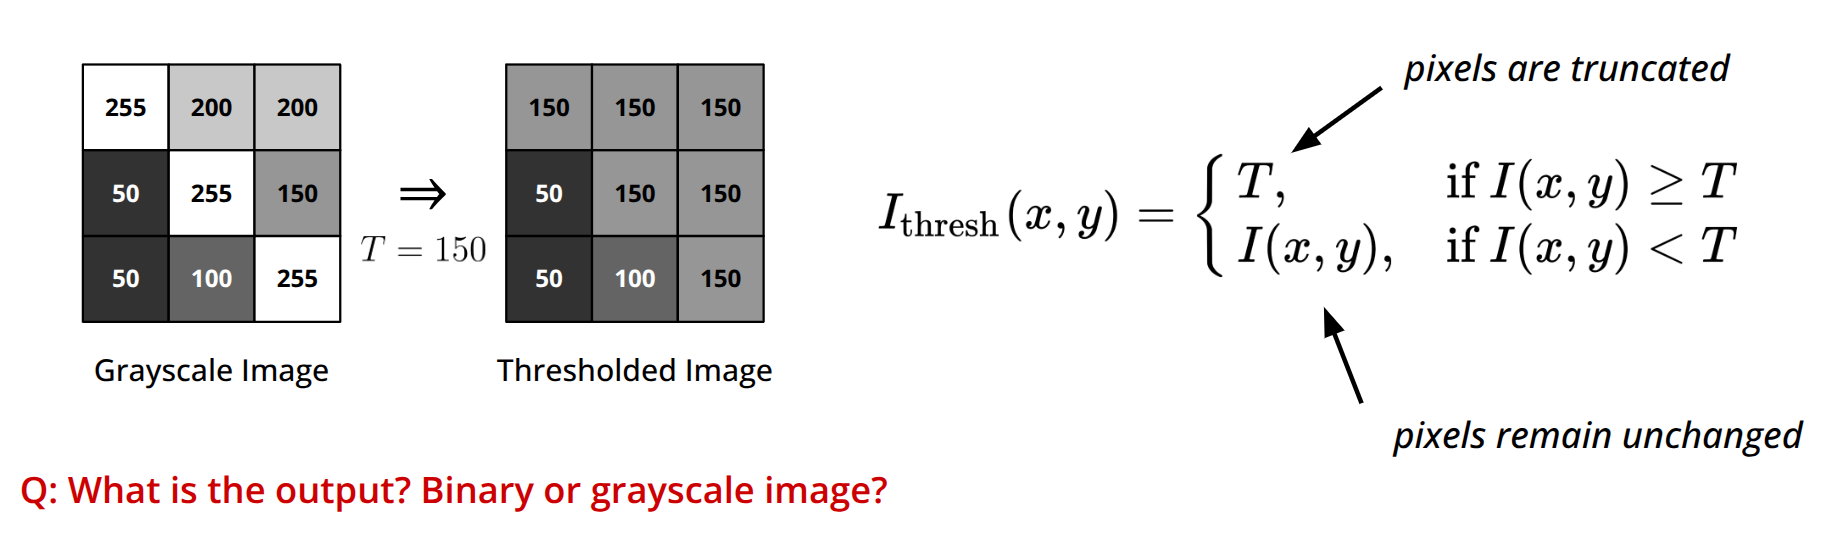 pixels are truncated
255 200 200
50 255 150
50 100 255
⇒
T = 150
150 150 150
50 150 150
50 100 150
I_thresh(x, y) = { T, if I(x, y) ≥ T
I(x, y), if I(x, y) < T
Grayscale Image
Thresholded Image
pixels remain unchanged
Q: What is the output? Binary or grayscale image?